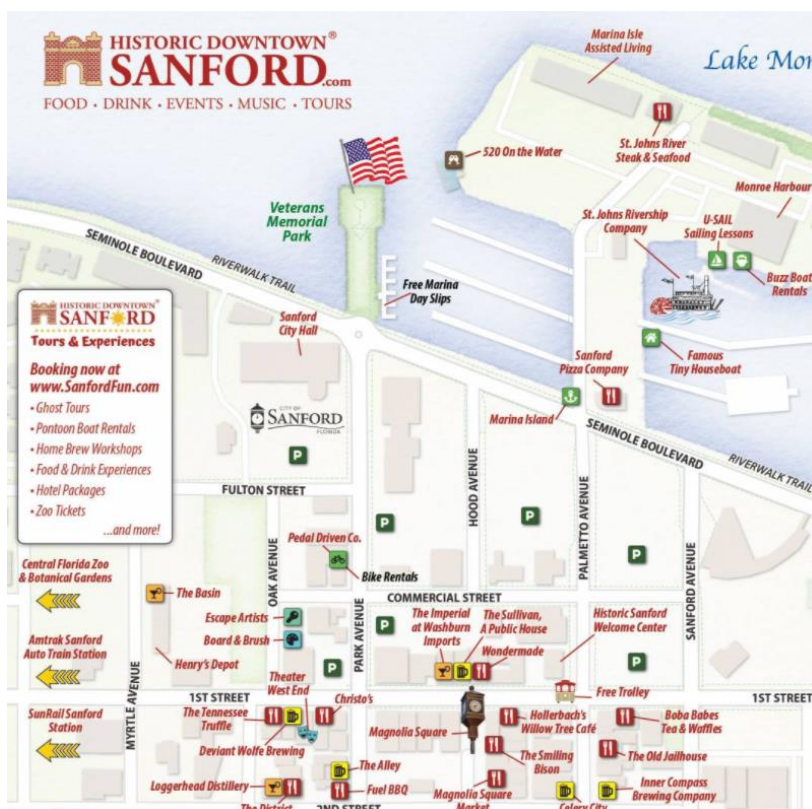 HISTORIC DOWNTOWN®
SANFORD.com
FOOD · DRINK · EVENTS · MUSIC · TOURS
Marina Isle
Assisted Living
Lake Mon
St. Johns River
Steak & Seafood
520 On the Water
Monroe Harbour
Veterans
Memorial
Park
St. Johns Rivership
Company
U-SAIL
Sailing Lessons
Buzz Boat
Rentals
SEMINOLE BOULEVARD
RIVERWALK TRAIL
Free Marina
Day Slips
HISTORIC DOWNTOWN®
SANFORD
Tours & Experiences
Booking now at
www.SanfordFun.com
• Ghost Tours
• Pontoon Boat Rentals
• Home Brew Workshops
• Food & Drink Experiences
• Hotel Packages
• Zoo Tickets
...and more!
Sanford
City Hall
CITY OF
SANFORD
FLORIDA
Sanford
Pizza Company
Famous
Tiny Houseboat
Marina Island
SEMINOLE BOULEVARD
RIVERWALK TRAIL
P
FULTON STREET
HOOD AVENUE
PALMETTO AVENUE
SANFORD AVENUE
OAK AVENUE
PARK AVENUE
MYRTLE AVENUE
P
P
P
Pedal Driven Co.
Bike Rentals
Central Florida Zoo
& Botanical Gardens
The Basin
COMMERCIAL STREET
Escape Artists
Board & Brush
P
The Imperial
at Washburn
Imports
The Sullivan,
A Public House
Wondermade
Historic Sanford
Welcome Center
Amtrak Sanford
Auto Train Station
Henry's Depot
P
P
Theater
West End
1ST STREET
Christo's
Free Trolley
1ST STREET
SunRail Sanford
Station
The Tennessee
Truffle
Deviant Wolfe Brewing
Magnolia Square
Hollerbach's
Willow Tree Café
Boba Babes
Tea & Waffles
The Smiling
Bison
The Old Jailhouse
The Alley
Loggerhead Distillery
Fuel BBQ
Magnolia Square
Market
Inner Compass
Brewing Company
The District
2ND STREET
Celery City